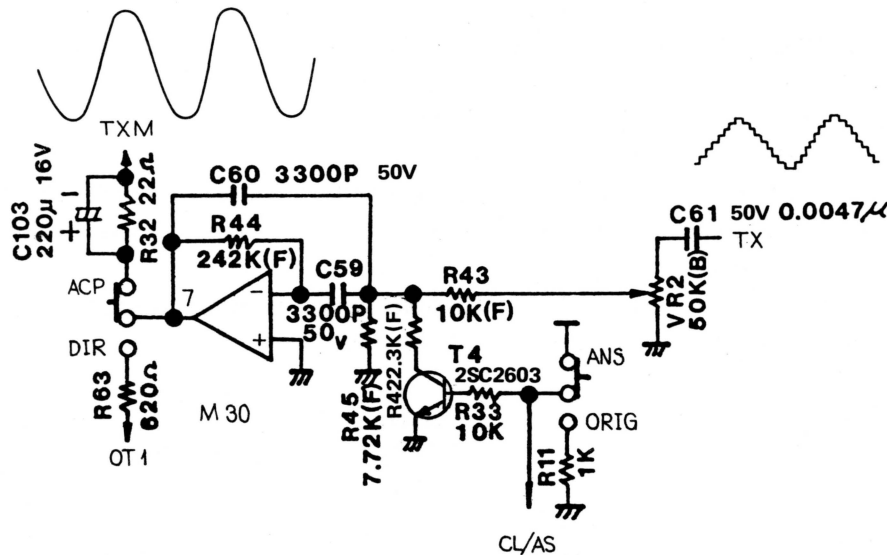 TXM
C103
220μ 16V
− +
R32 22Ω
C60 3300P 50V
R44
242K(F)
C59
3300P
50v
7
−
+
ACP
DIR
R63
620Ω
OT1
M30
R45
7.72K(F)
R42 2.3K(F)
R43
10K(F)
T4
2SC2603
R33
10K
ANS
ORIG
R11
1K
CL/AS
C61 50V 0.0047μ
TX
VR2
50K(B)